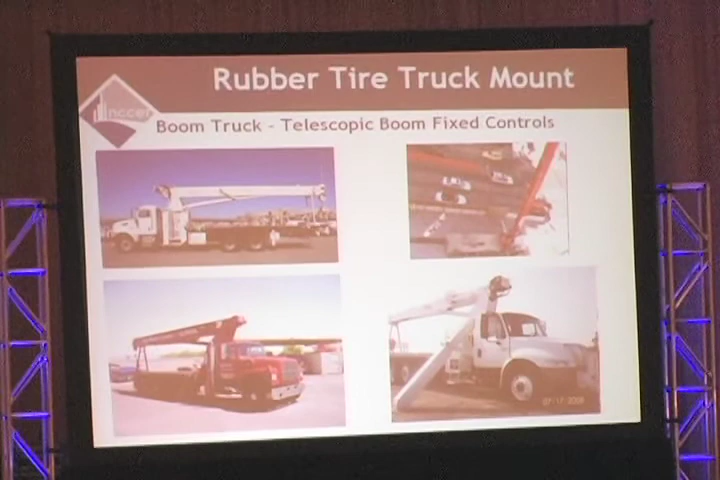 Rubber Tire Truck Mount
nccer
Boom Truck - Telescopic Boom Fixed Controls